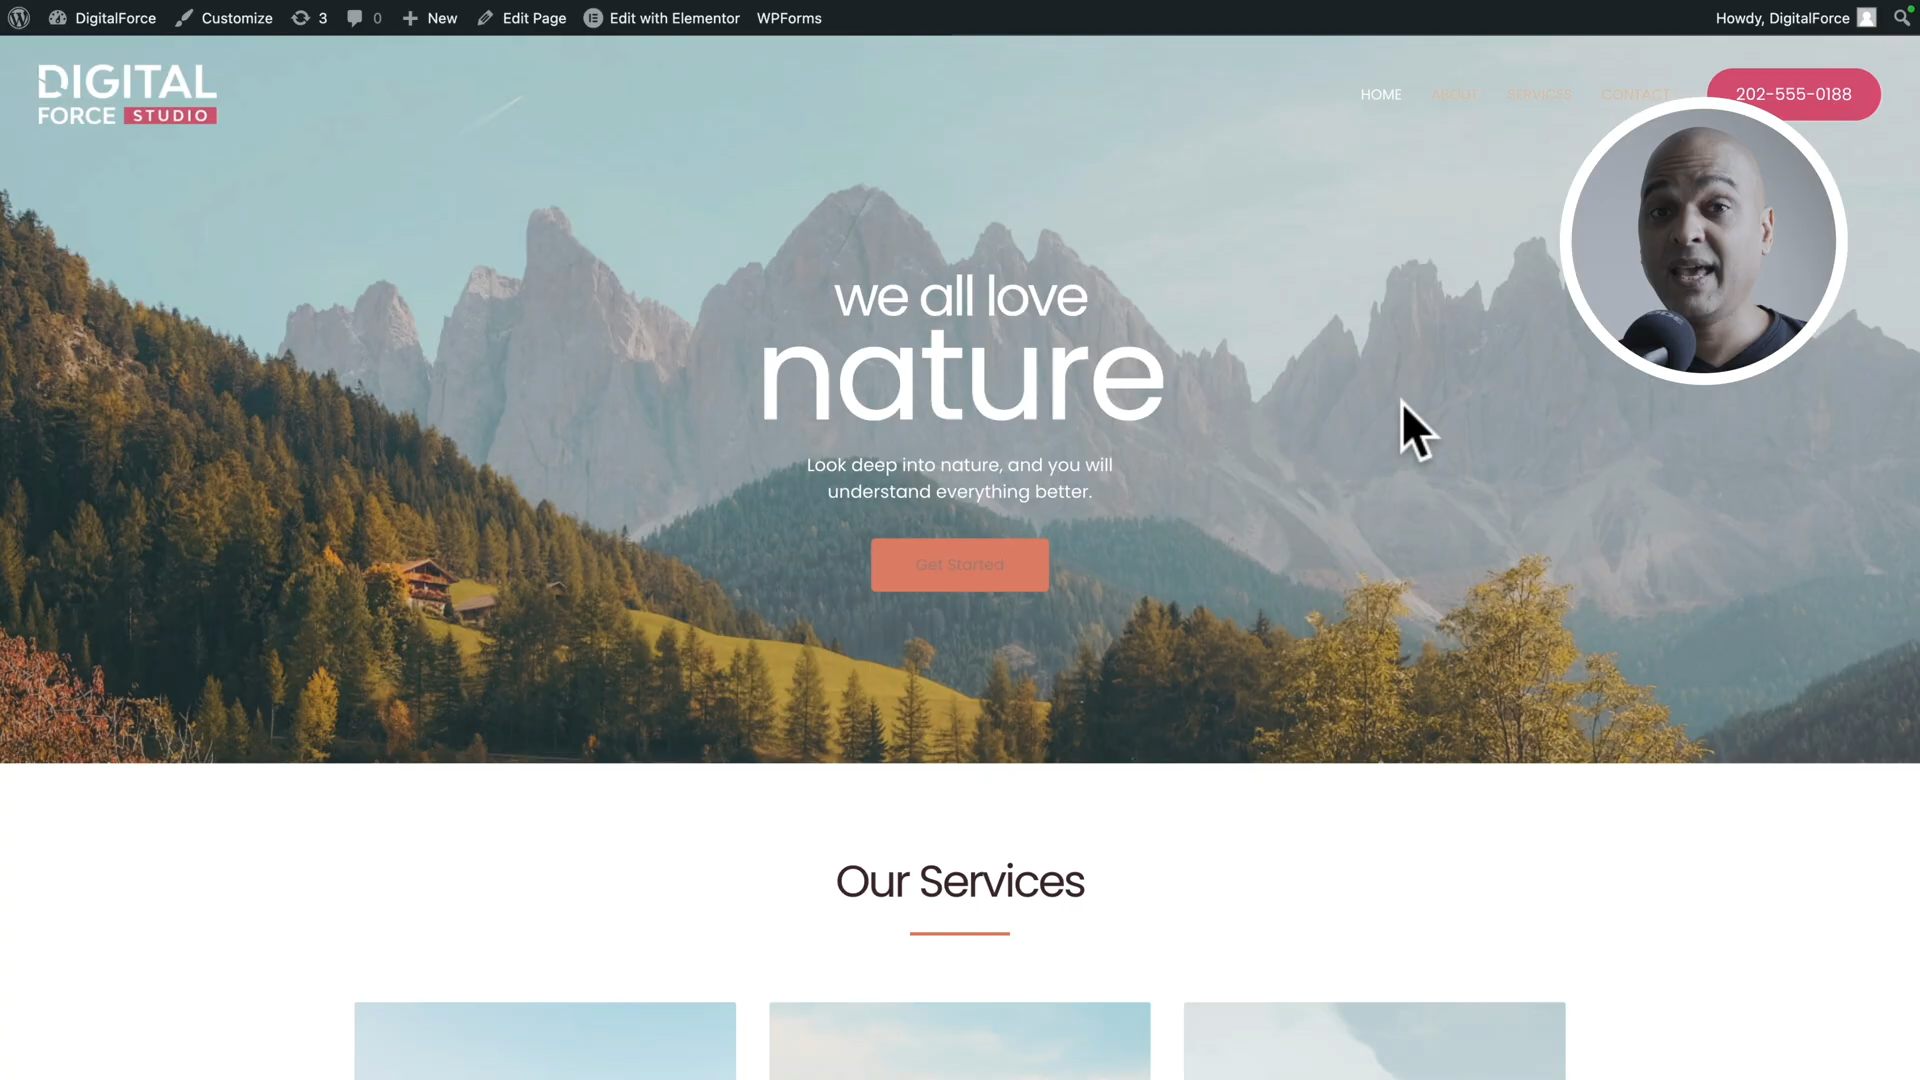 DigitalForce Customize 3 0 New Edit Page Edit with Elementor WPForms Howdy, DigitalForce
DIGITAL
FORCE STUDIO
HOME ABOUT SERVICES CONTACT 202-555-0188
we all love
nature
Look deep into nature, and you will
understand everything better.
Get Started
Our Services